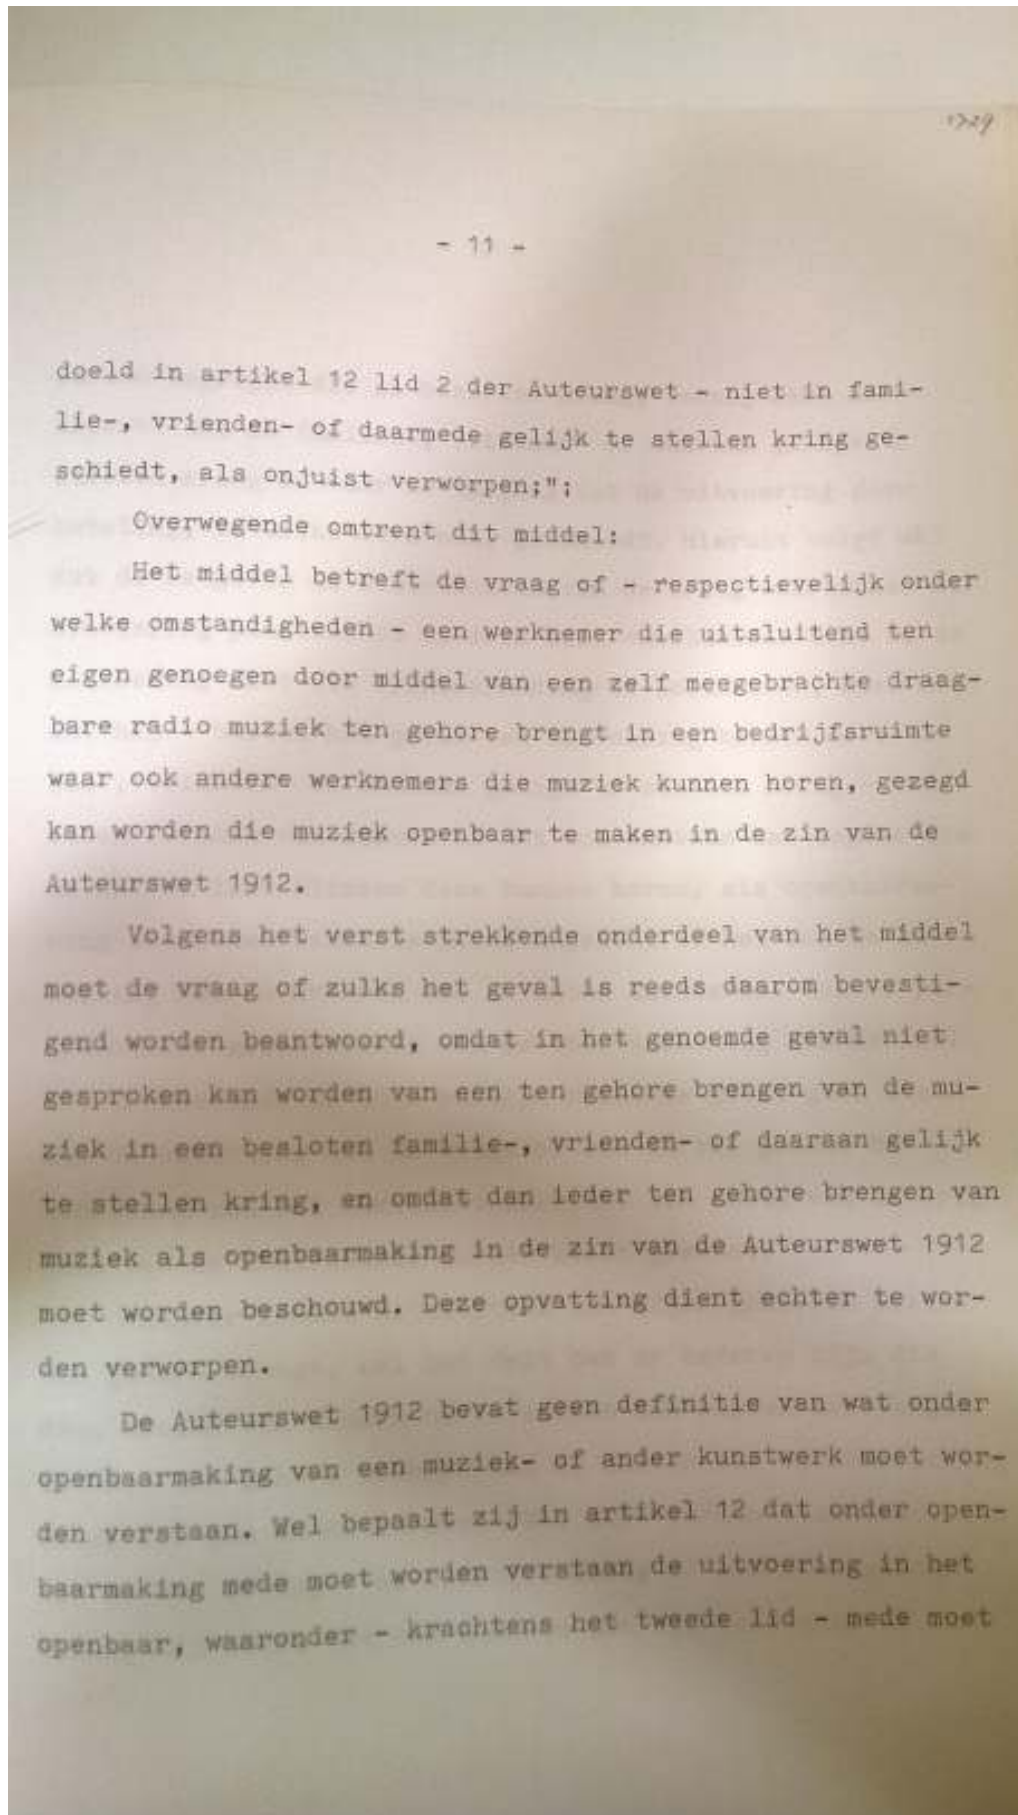 - 11 -
doeld in artikel 12 lid 2 der Auteurswet - niet in fami-
lie-, vrienden- of daarmede gelijk te stellen kring ge-
schiedt, als onjuist verworpen;";
Overwegende omtrent dit middel:
Het middel betreft de vraag of - respectievelijk onder
welke omstandigheden - een werknemer die uitsluitend ten
eigen genoegen door middel van een zelf meegebrachte draag-
bare radio muziek ten gehore brengt in een bedrijfsruimte
waar ook andere werknemers die muziek kunnen horen, gezegd
kan worden die muziek openbaar te maken in de zin van de
Auteurswet 1912.
Volgens het verst strekkende onderdeel van het middel
moet de vraag of zulks het geval is reeds daarom bevesti-
gend worden beantwoord, omdat in het genoemde geval niet
gesproken kan worden van een ten gehore brengen van de mu-
ziek in een besloten familie-, vrienden- of daaraan gelijk
te stellen kring, en omdat dan ieder ten gehore brengen van
muziek als openbaarmaking in de zin van de Auteurswet 1912
moet worden beschouwd. Deze opvatting dient echter te wor-
den verworpen.
De Auteurswet 1912 bevat geen definitie van wat onder
openbaarmaking van een muziek- of ander kunstwerk moet wor-
den verstaan. Wel bepaalt zij in artikel 12 dat onder open-
baarmaking mede moet worden verstaan de uitvoering in het
openbaar, waaronder - krachtens het tweede lid - mede moet